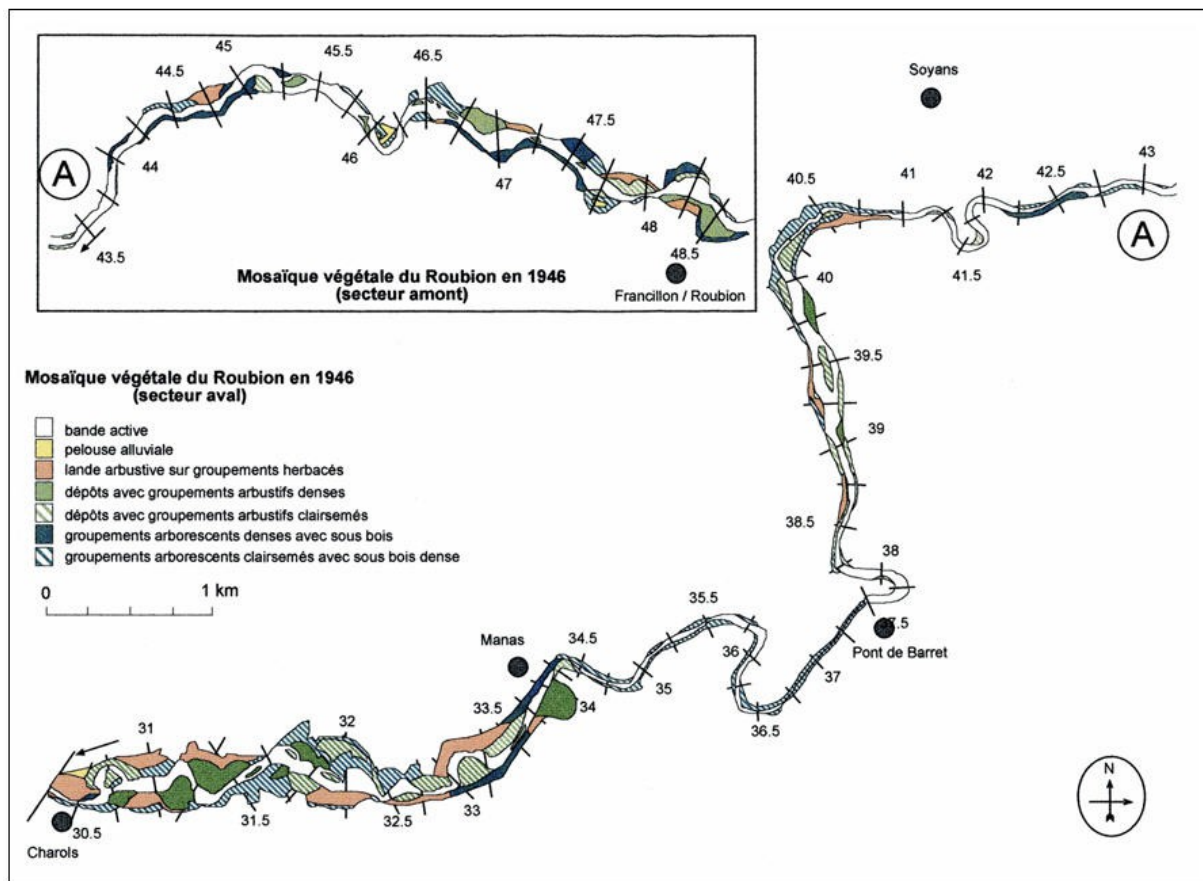 45
45.5
46.5
44.5
47.5
46
44
47
A
48
43.5
48.5
Mosaïque végétale du Roubion en 1946
(secteur amont)
Francillon / Roubion
Soyans
43
42.5
42
41
40.5
A
41.5
40
39.5
39
38.5
38
37.5
Pont de Barret
Mosaïque végétale du Roubion en 1946
(secteur aval)
bande active
pelouse alluviale
lande arbustive sur groupements herbacés
dépôts avec groupements arbustifs denses
dépôts avec groupements arbustifs clairsemés
groupements arborescents denses avec sous bois
groupements arborescents clairsemés avec sous bois dense
0 1 km
35.5
34.5
Manas
36
37
35
34
33.5
36.5
32
31
33
32.5
31.5
30.5
Charols
N